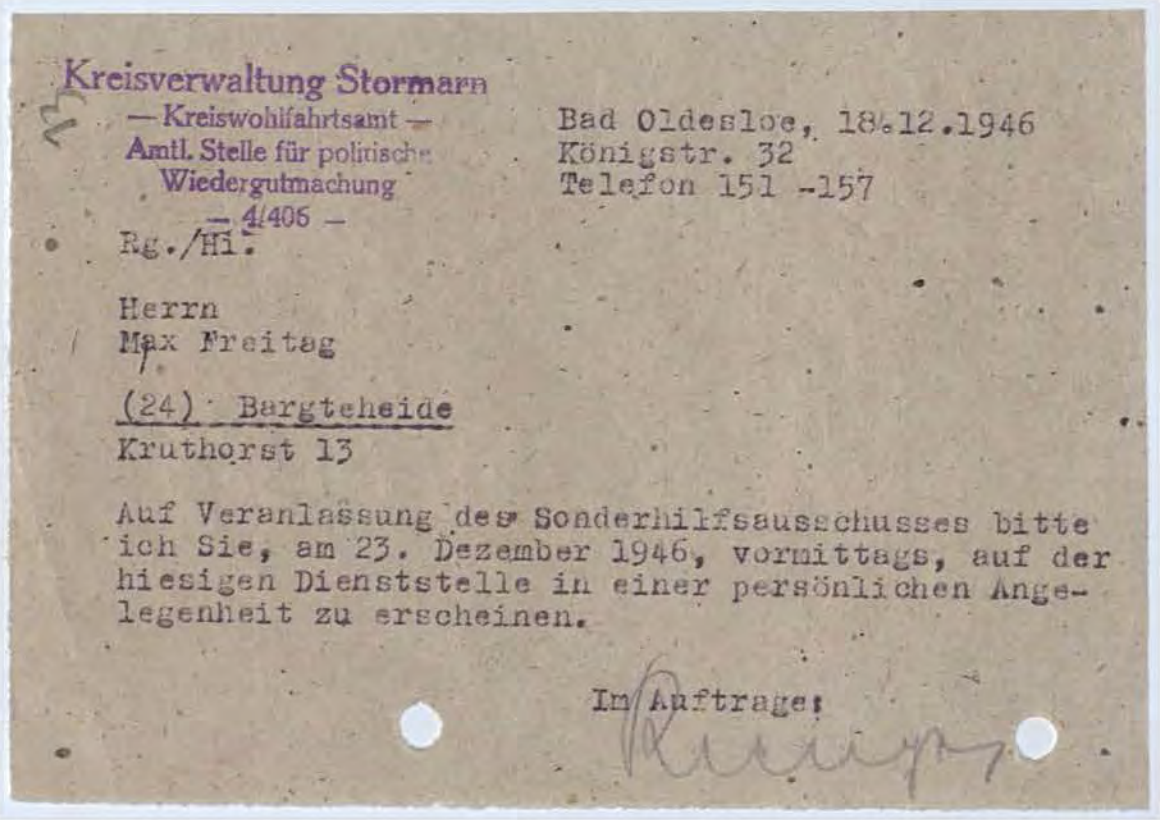 Kreisverwaltung Stormarn
— Kreiswohlfahrtsamt —
Amtl. Stelle für politische
Wiedergutmachung
— 4/406 —
Bad Oldesloe, 18.12.1946
Königstr. 32
Telefon 151 -157
Rg./Hi.
Herrn
Max Freitag
(24) Bargteheide
Kruthorst 13
Auf Veranlassung des Sonderhilfsausschusses bitte
ich Sie, am 23. Dezember 1946, vormittags, auf der
hiesigen Dienststelle in einer persönlichen Ange-
legenheit zu erscheinen.
Im Auftrage: